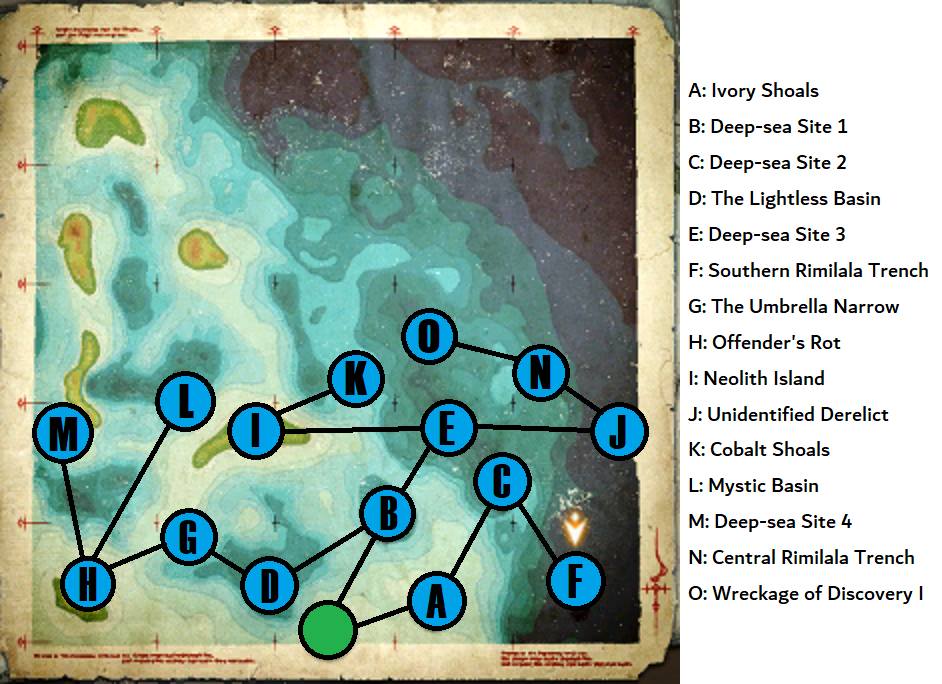 O
N
K
L
M
I
E
J
C
B
G
F
H
D
A
A: Ivory Shoals
B: Deep-sea Site 1
C: Deep-sea Site 2
D: The Lightless Basin
E: Deep-sea Site 3
F: Southern Rimilala Trench
G: The Umbrella Narrow
H: Offender's Rot
I: Neolith Island
J: Unidentified Derelict
K: Cobalt Shoals
L: Mystic Basin
M: Deep-sea Site 4
N: Central Rimilala Trench
O: Wreckage of Discovery I